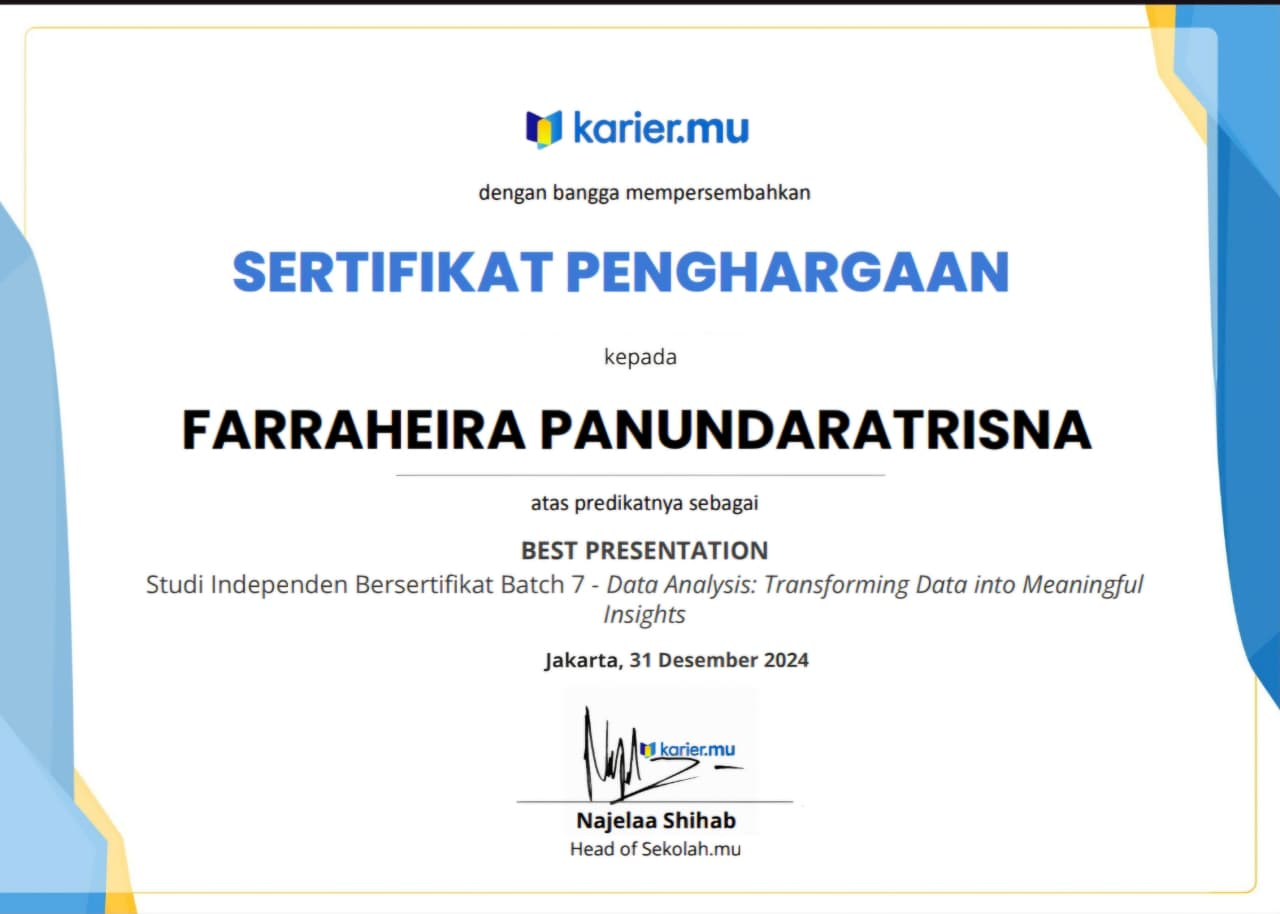 karier.mu
dengan bangga mempersembahkan
SERTIFIKAT PENGHARGAAN
kepada
FARRAHEIRA PANUNDARATRISNA
atas predikatnya sebagai
BEST PRESENTATION
Studi Independen Bersertifikat Batch 7 - Data Analysis: Transforming Data into Meaningful
Insights
Jakarta, 31 Desember 2024
karier.mu
Najelaa Shihab
Head of Sekolah.mu